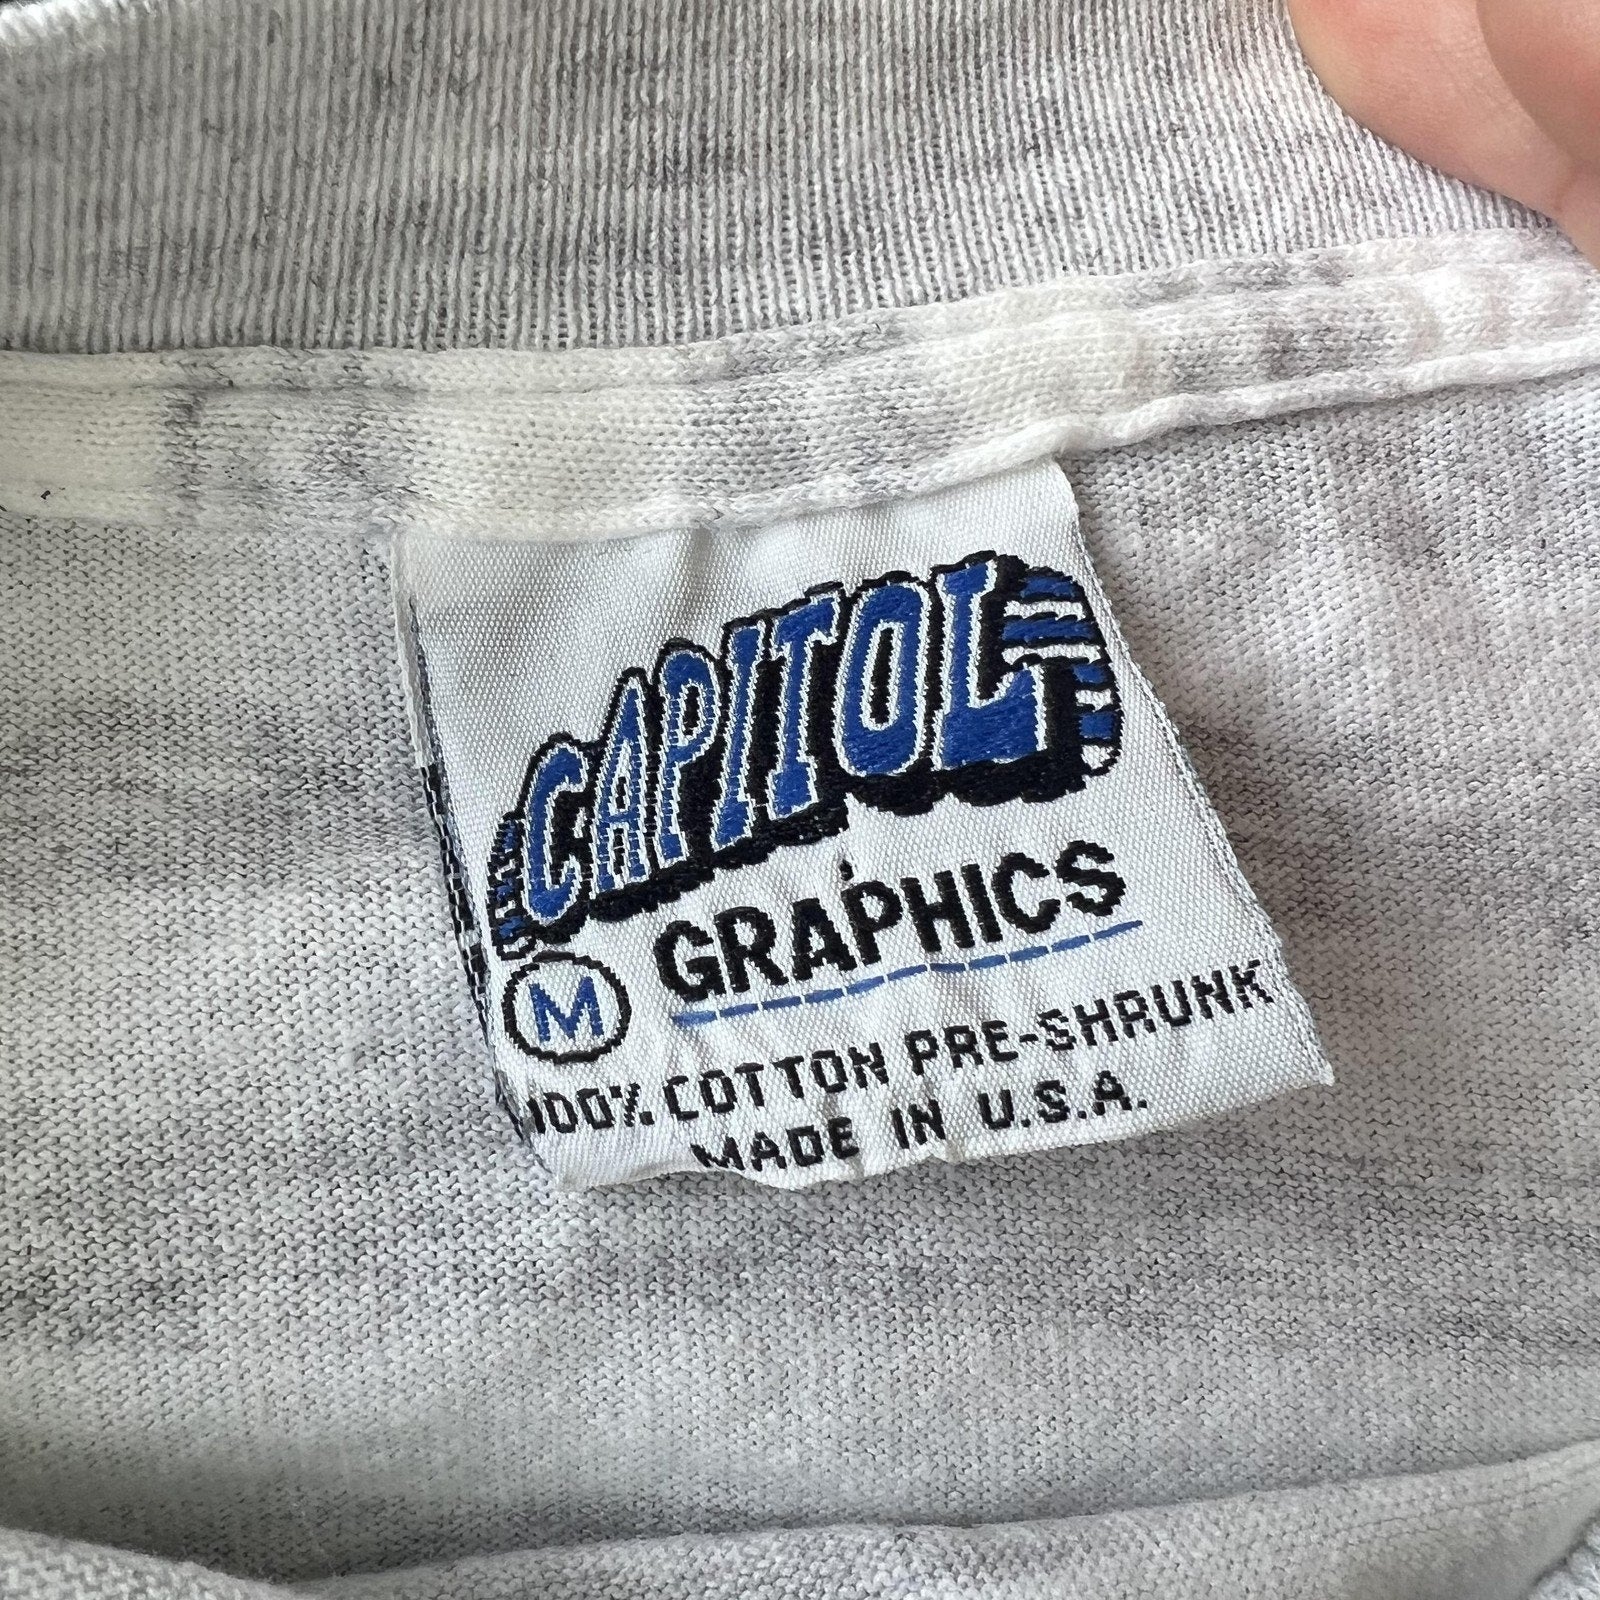 CAPITOL
GRAPHICS
M
100% COTTON PRE-SHRUNK
MADE IN U.S.A.